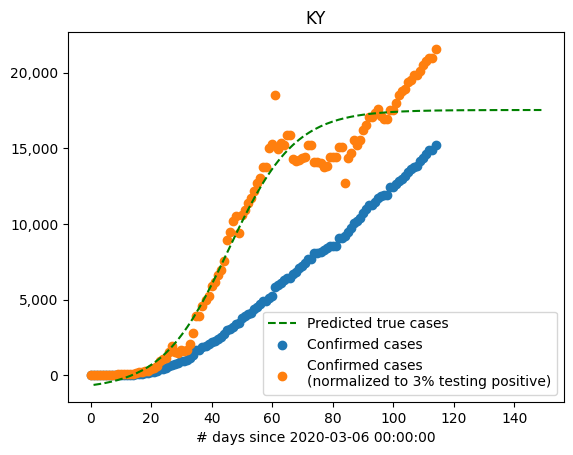 KY
20,000
15,000
10,000
5,000
0
Predicted true cases
Confirmed cases
Confirmed cases
(normalized to 3% testing positive)
0 20 40 60 80 100 120 140
# days since 2020-03-06 00:00:00